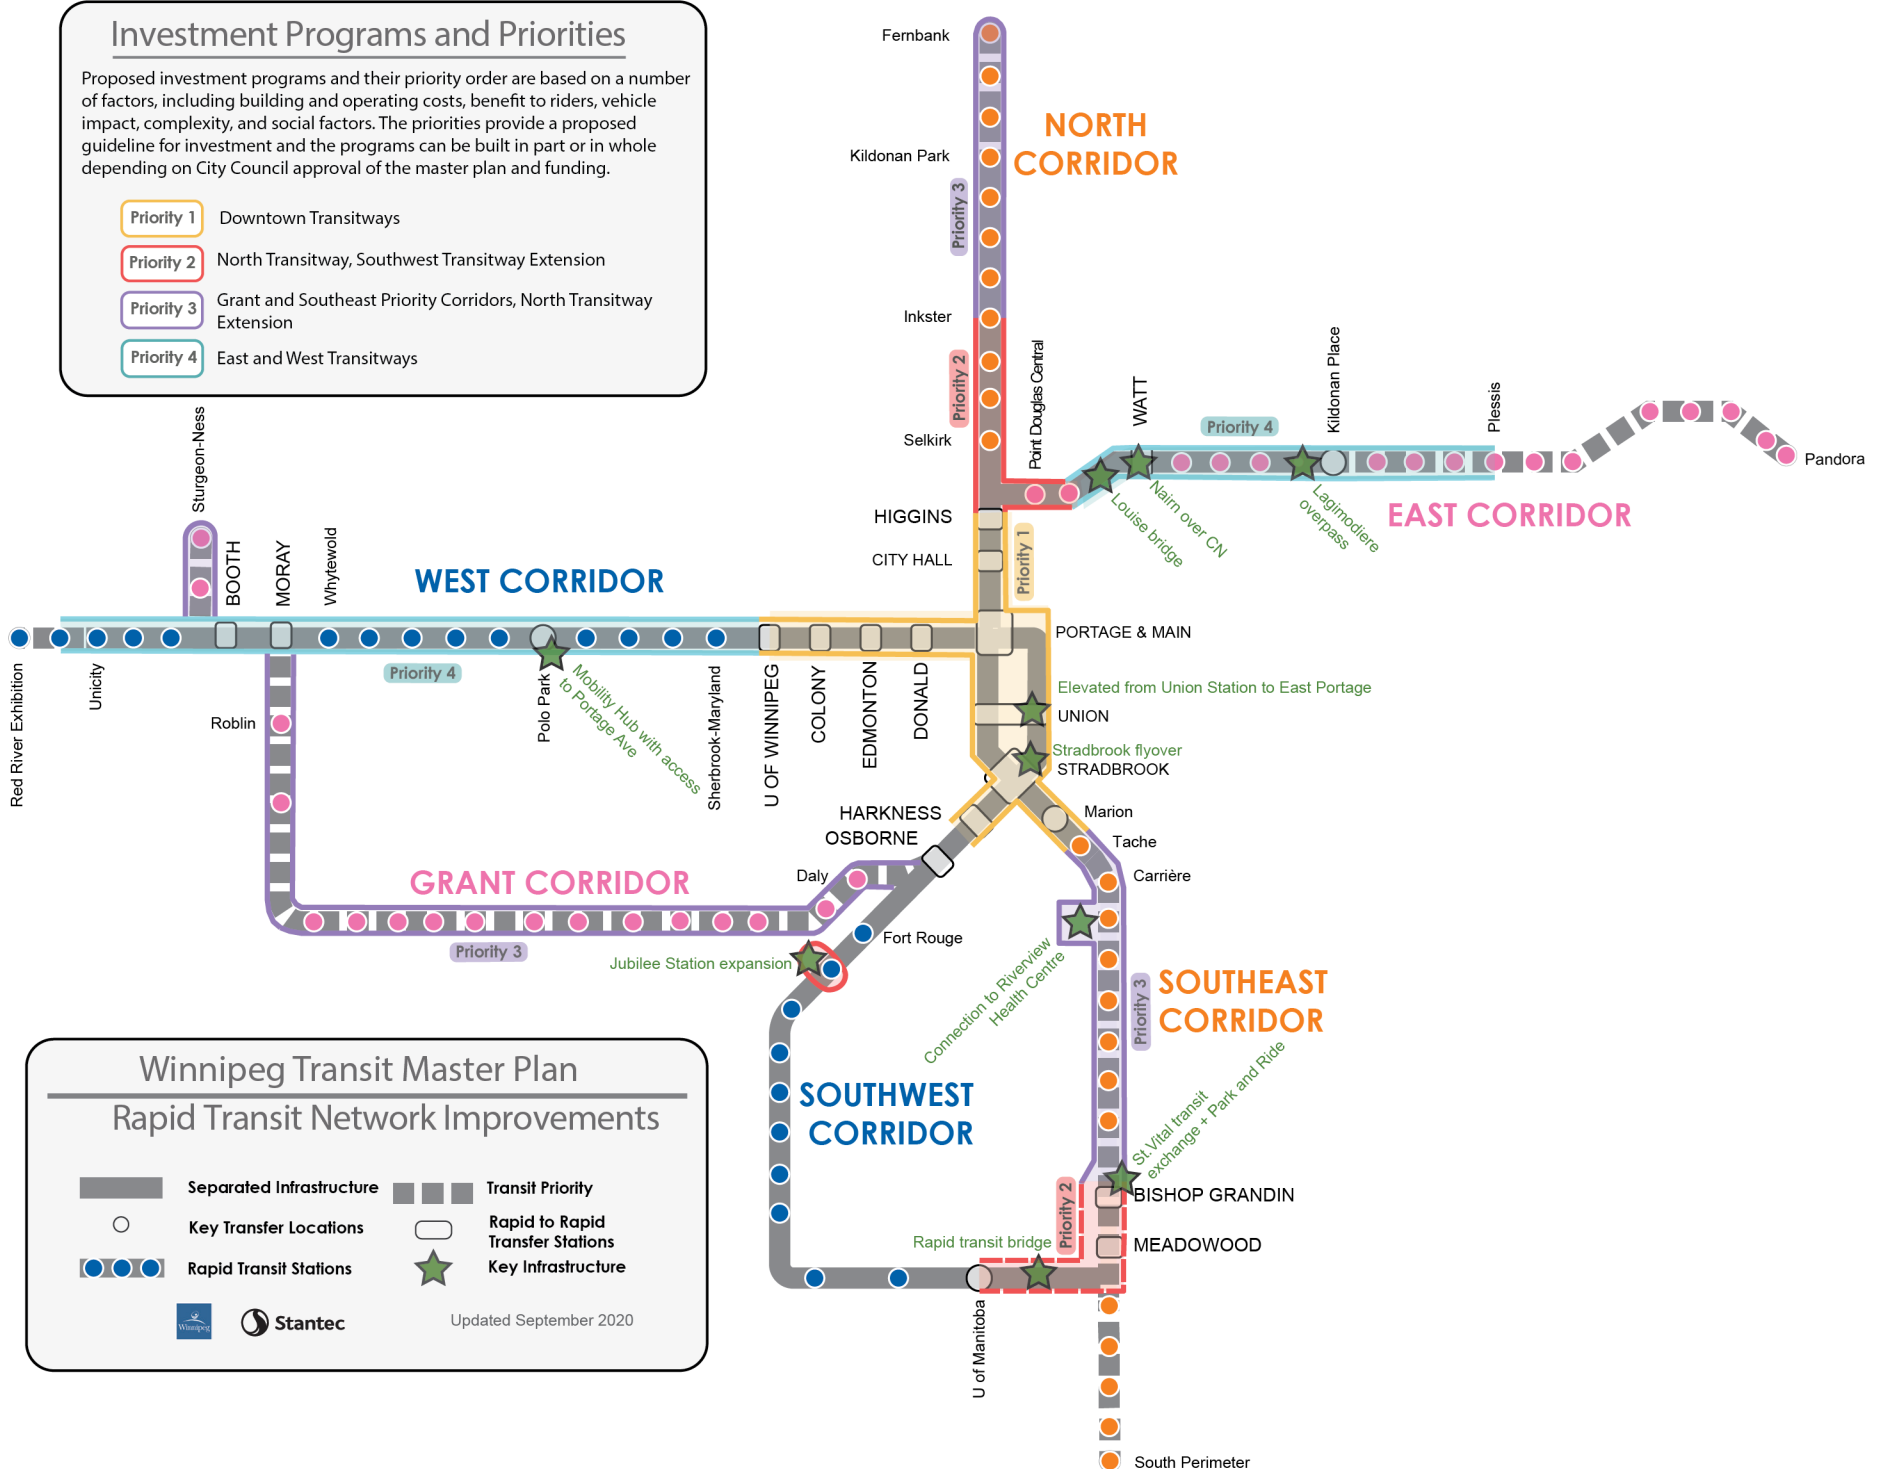 Investment Programs and Priorities
Proposed investment programs and their priority order are based on a number
of factors, including building and operating costs, benefit to riders, vehicle
impact, complexity, and social factors. The priorities provide a proposed
guideline for investment and the programs can be built in part or in whole
depending on City Council approval of the master plan and funding.
Priority 1 Downtown Transitways
Priority 2 North Transitway, Southwest Transitway Extension
Priority 3 Grant and Southeast Priority Corridors, North Transitway
Extension
Priority 4 East and West Transitways
Fernbank
NORTH
CORRIDOR
Kildonan Park
Priority 3
Inkster
Priority 2
Selkirk
Point Douglas Central
WATT
Priority 4
Kildonan Place
Plessis
Pandora
EAST CORRIDOR
Louise bridge
Nairn over CN
Lagimodiere
overpass
HIGGINS
CITY HALL
Priority 1
Sturgeon-Ness
BOOTH
MORAY
Whytewold
WEST CORRIDOR
PORTAGE & MAIN
Red River Exhibition
Unicity
Priority 4
Polo Park
Mobility Hub with access
to Portage Ave
Sherbrook-Maryland
U OF WINNIPEG
COLONY
EDMONTON
DONALD
Elevated from Union Station to East Portage
UNION
Stradbrook flyover
STRADBROOK
Roblin
HARKNESS
OSBORNE
Marion
Tache
Carrière
GRANT CORRIDOR
Daly
Priority 3
Fort Rouge
Jubilee Station expansion
Connection to Riverview
Health Centre
Priority 3
SOUTHEAST
CORRIDOR
SOUTHWEST
CORRIDOR
St.Vital transit
exchange + Park and Ride
Priority 2
BISHOP GRANDIN
Rapid transit bridge
MEADOWOOD
U of Manitoba
South Perimeter
Winnipeg Transit Master Plan
Rapid Transit Network Improvements
Separated Infrastructure
Transit Priority
Key Transfer Locations
Rapid to Rapid
Transfer Stations
Rapid Transit Stations
Key Infrastructure
Winnipeg
Stantec
Updated September 2020